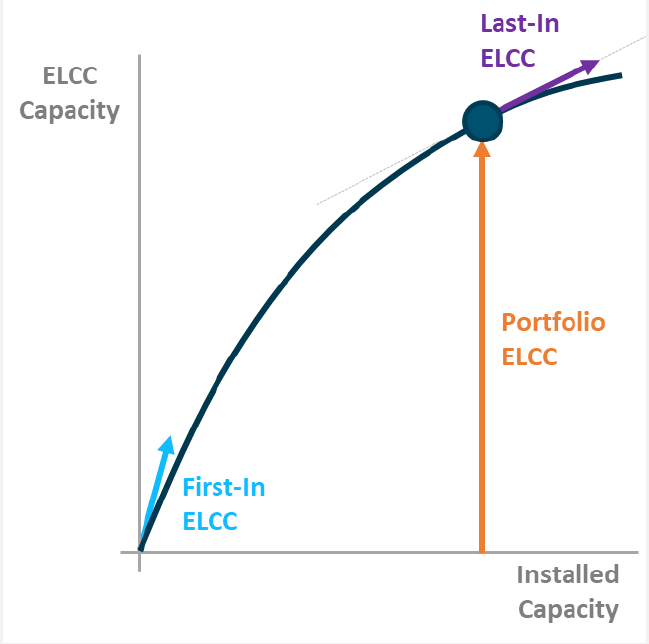 Last-In
ELCC
ELCC
Capacity
Portfolio
ELCC
First-In
ELCC
Installed
Capacity